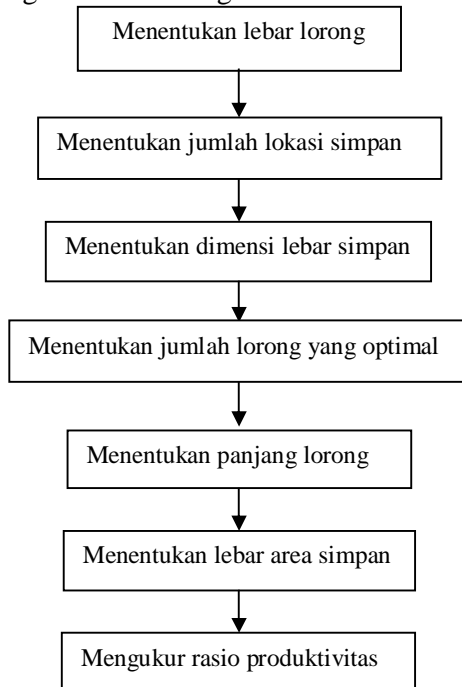 Menentukan lebar lorong
Menentukan jumlah lokasi simpan
Menentukan dimensi lebar simpan
Menentukan jumlah lorong yang optimal
Menentukan panjang lorong
Menentukan lebar area simpan
Mengukur rasio produktivitas